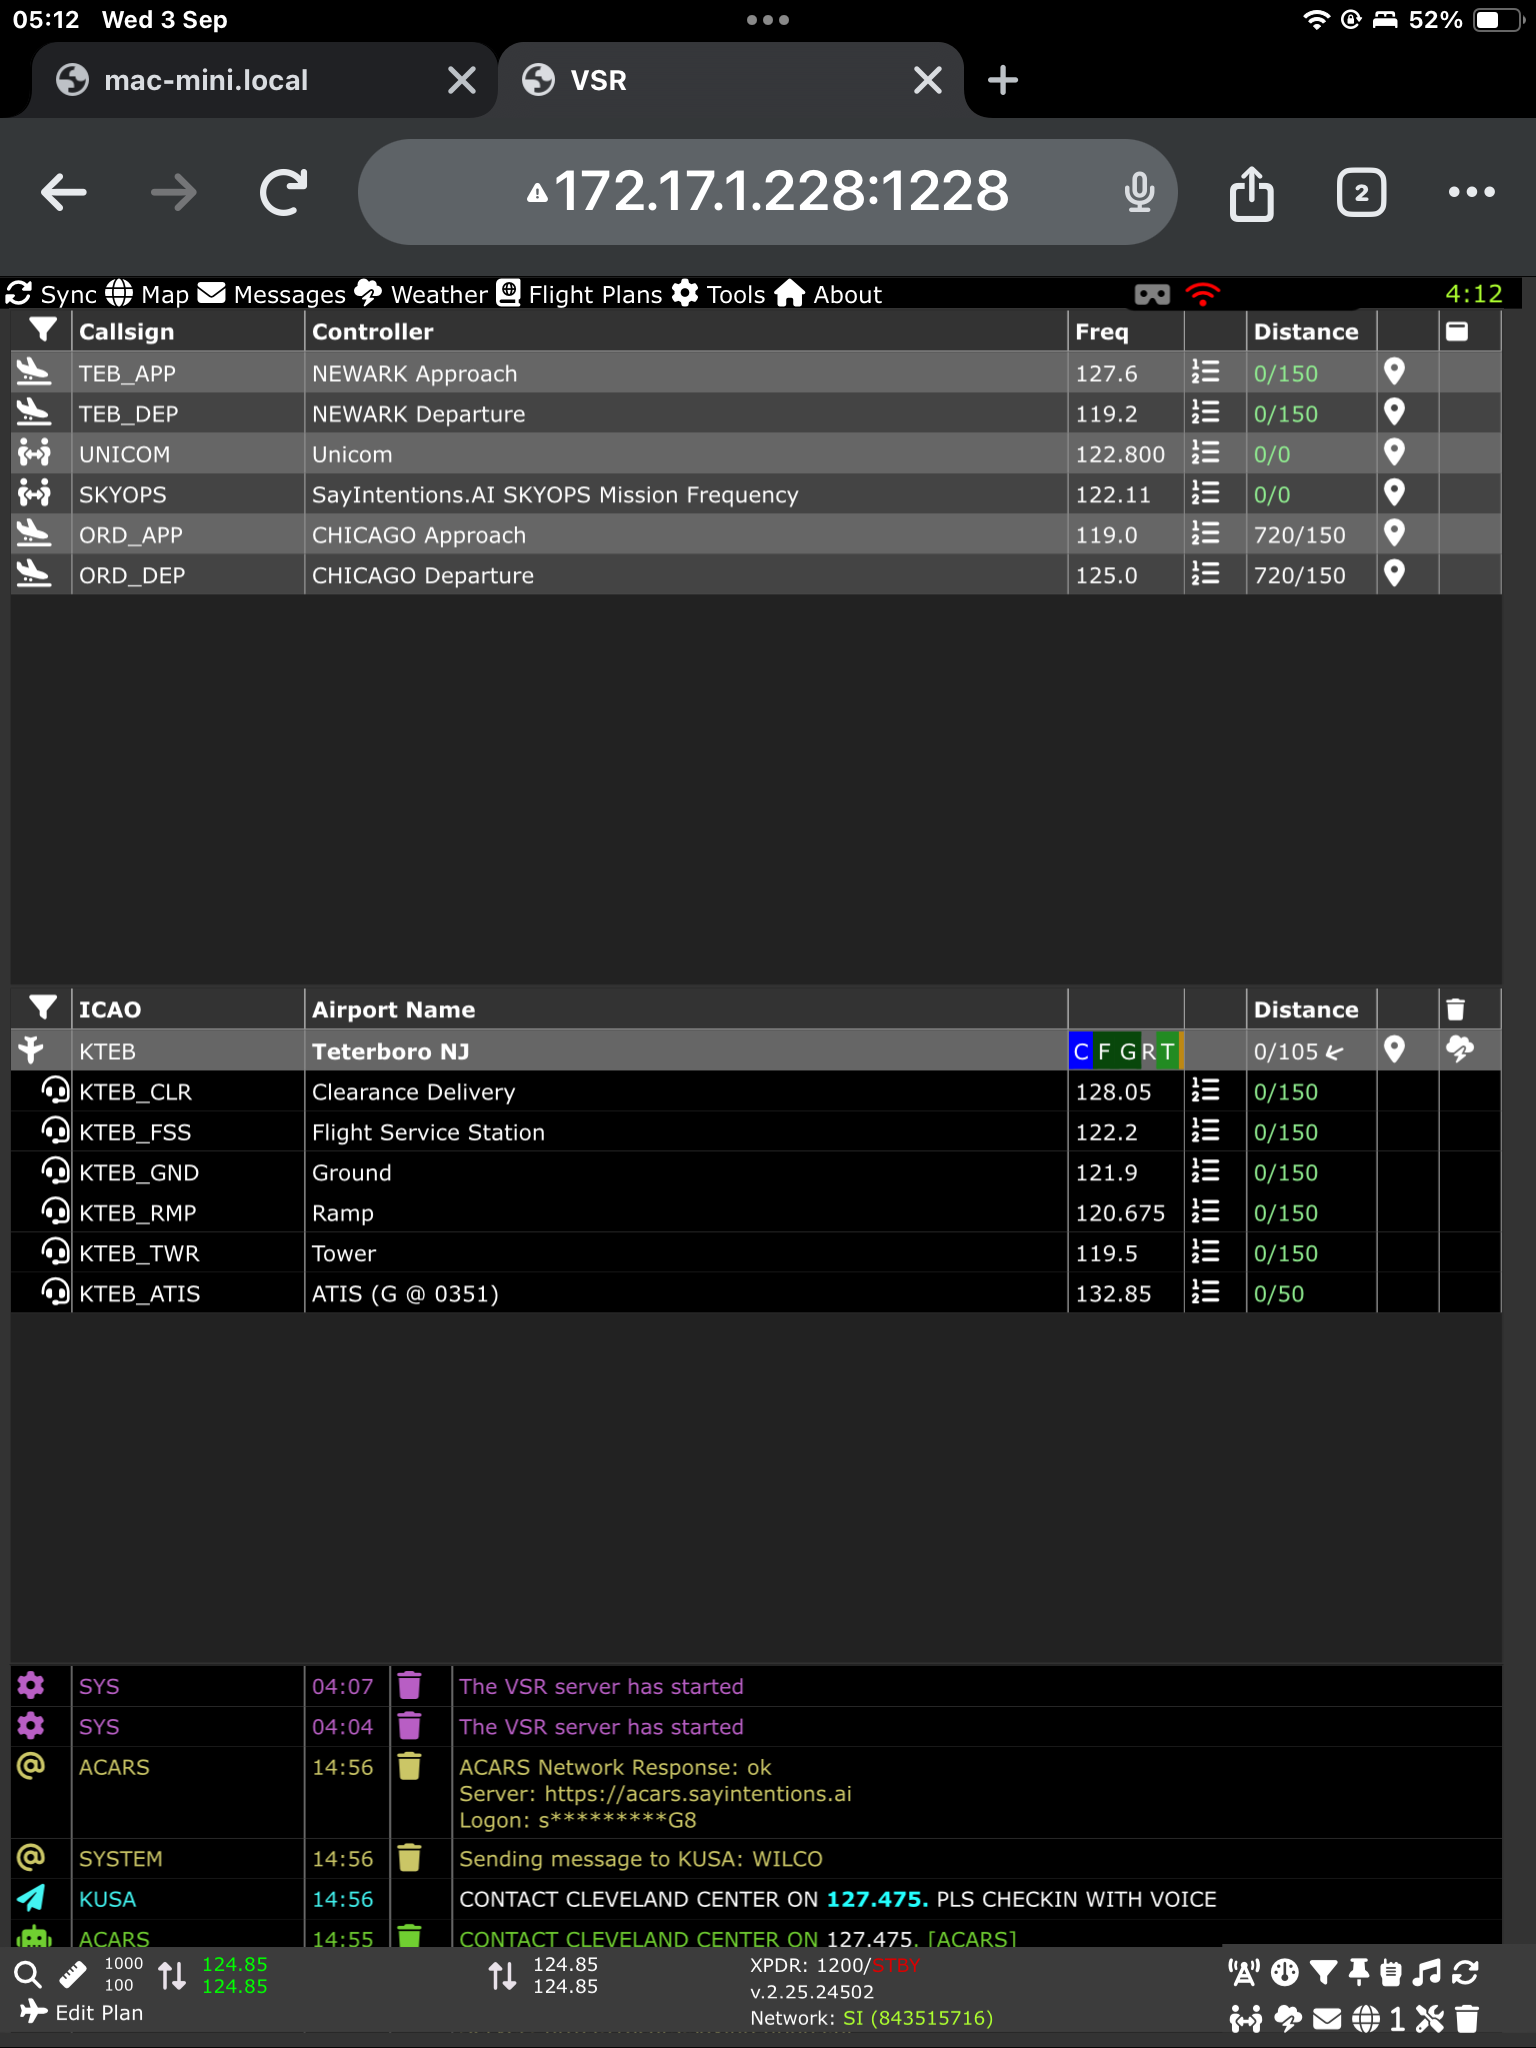 05:12 Wed 3 Sep 52%
mac-mini.local VSR
172.17.1.228:1228 2
Sync Map Messages Weather Flight Plans Tools About 4:12
Callsign Controller Freq Distance
TEB_APP NEWARK Approach 127.6 0/150
TEB_DEP NEWARK Departure 119.2 0/150
UNICOM Unicom 122.800 0/0
SKYOPS SayIntentions.AI SKYOPS Mission Frequency 122.11 0/0
ORD_APP CHICAGO Approach 119.0 720/150
ORD_DEP CHICAGO Departure 125.0 720/150
ICAO Airport Name Distance
KTEB Teterboro NJ C F G R T 0/105
KTEB_CLR Clearance Delivery 128.05 0/150
KTEB_FSS Flight Service Station 122.2 0/150
KTEB_GND Ground 121.9 0/150
KTEB_RMP Ramp 120.675 0/150
KTEB_TWR Tower 119.5 0/150
KTEB_ATIS ATIS (G @ 0351) 132.85 0/50
SYS 04:07 The VSR server has started
SYS 04:04 The VSR server has started
ACARS 14:56 ACARS Network Response: ok
Server: https://acars.sayintentions.ai
Logon: s*********G8
SYSTEM 14:56 Sending message to KUSA: WILCO
KUSA 14:56 CONTACT CLEVELAND CENTER ON 127.475. PLS CHECKIN WITH VOICE
ACARS 14:55 CONTACT CLEVELAND CENTER ON 127.475. [ACARS]
1000 124.85 124.85 XPDR: 1200/STBY
100 124.85 124.85 v.2.25.24502
Edit Plan Network: SI (843515716) 1